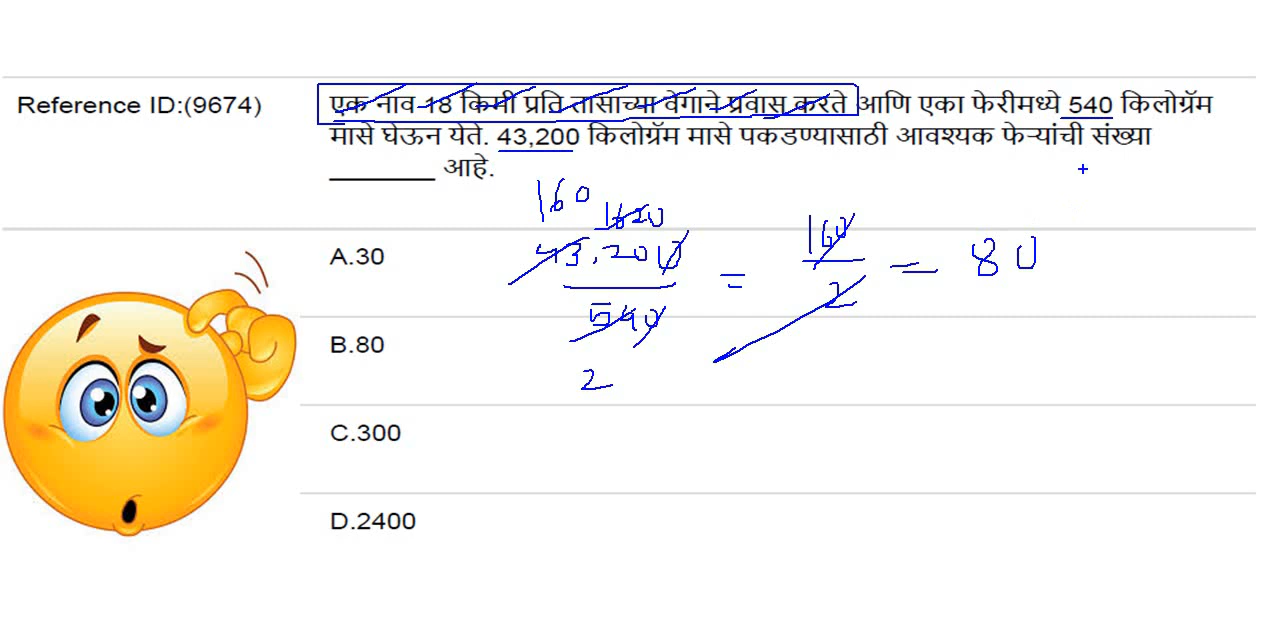 Reference ID:(9674)
एक नाव 18 किमी प्रति तासाच्या वेगाने प्रवास करते आणि एका फेरीमध्ये 540 किलोग्रॅम
मासे घेऊन येते. 43,200 किलोग्रॅम मासे पकडण्यासाठी आवश्यक फेऱ्यांची संख्या
________ आहे.
160
43,200
540
2
=
160
2
= 80
A.30
B.80
C.300
D.2400